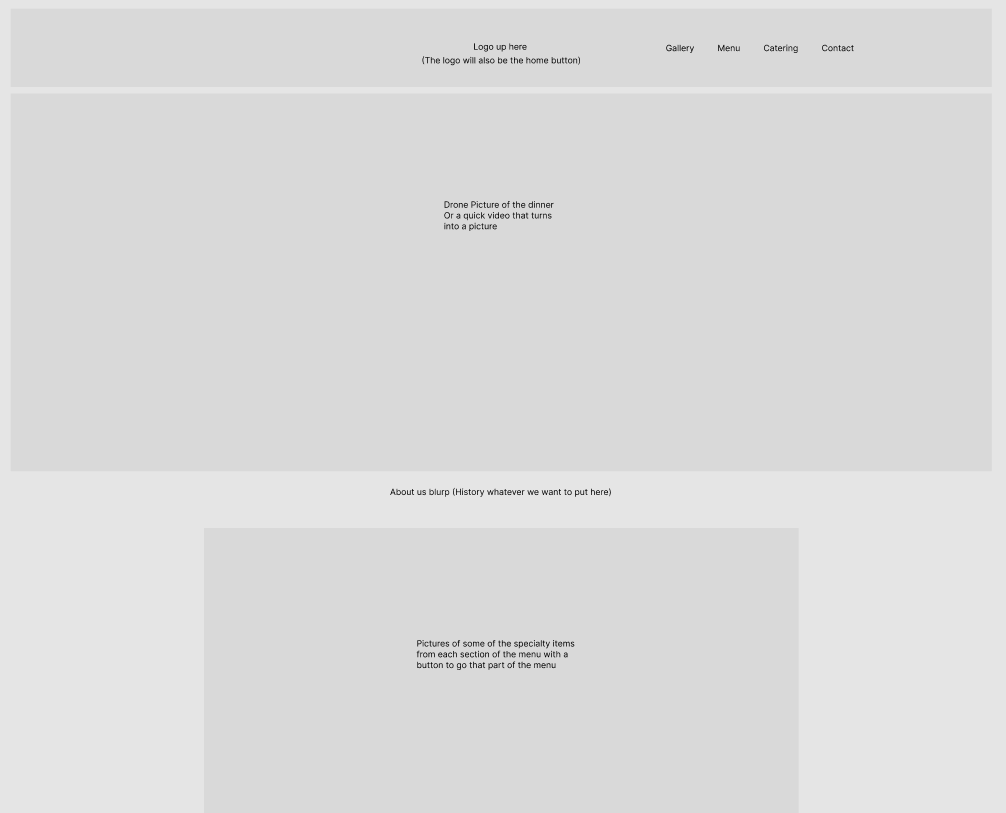 Logo up here
(The logo will also be the home button)
Gallery Menu Catering Contact
Drone Picture of the dinner
Or a quick video that turns
into a picture
About us blurp (History whatever we want to put here)
Pictures of some of the specialty items
from each section of the menu with a
button to go that part of the menu